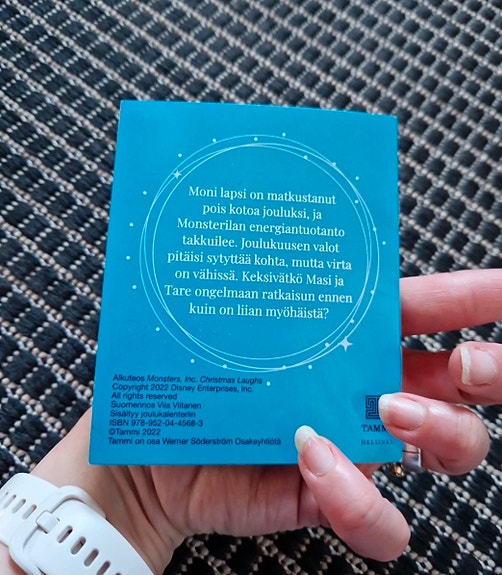 Moni lapsi on matkustanut
pois kotoa jouluksi, ja
Monsterilan energiantuotanto
takkuilee. Joulukuusen valot
pitäisi sytyttää kohta, mutta virta
on vähissä. Keksivätkö Masi ja
Tare ongelmaan ratkaisun ennen
kuin on liian myöhäistä?
Alkuteos Monsters, Inc. Christmas Laughs
Copyright 2022 Disney Enterprises, Inc.
All rights reserved
Suomennos Viia Viitanen
Sisältyy joulukalenteriin
ISBN 978-952-04-4568-3
©Tammi 2022
Tammi on osa Werner Söderström Osakeyhtiötä